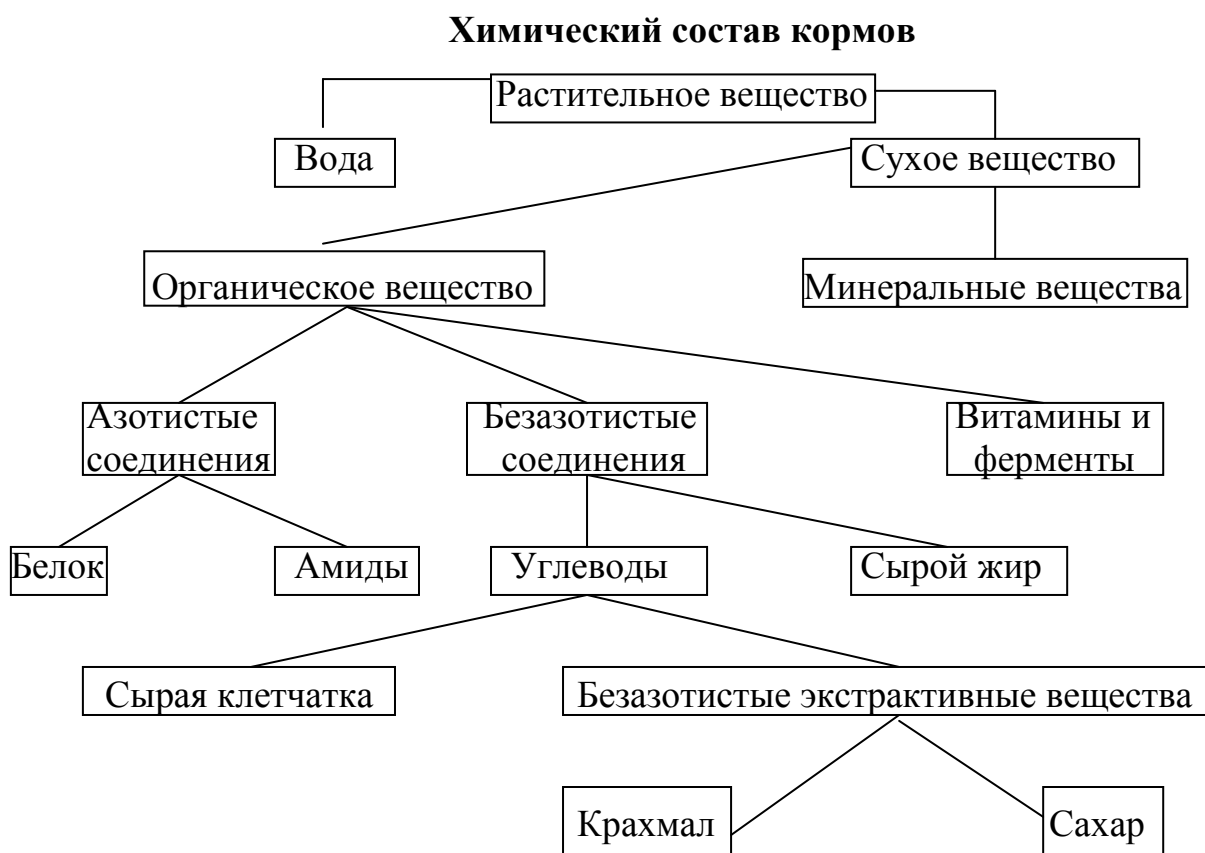 Химический состав кормов
Растительное вещество
Вода
Сухое вещество
Органическое вещество
Минеральные вещества
Азотистые
соединения
Безазотистые
соединения
Витамины и
ферменты
Белок
Амиды
Углеводы
Сырой жир
Сырая клетчатка
Безазотистые экстрактивные вещества
Крахмал
Сахар